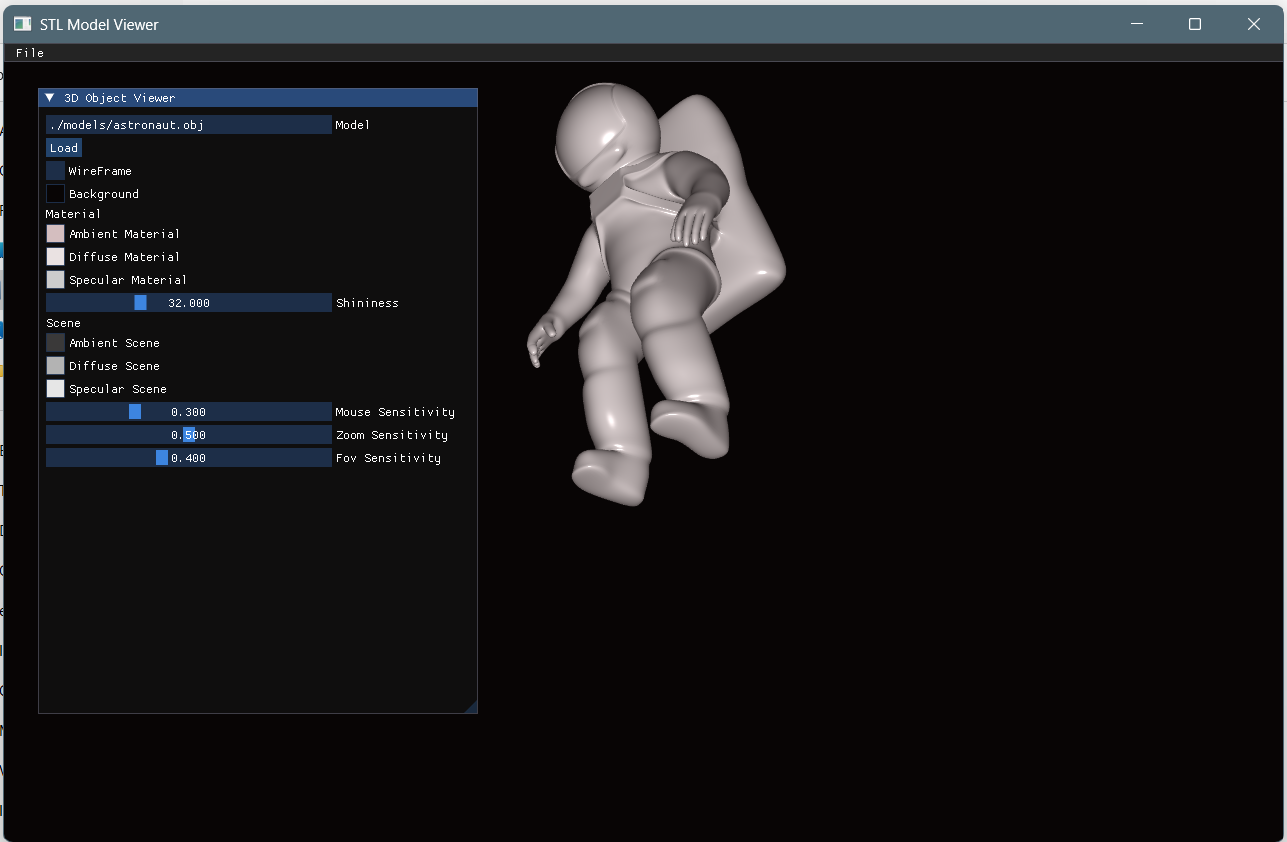 STL Model Viewer
File
3D Object Viewer
./models/astronaut.obj Model
Load
WireFrame
Background
Material
Ambient Material
Diffuse Material
Specular Material
32.000 Shininess
Scene
Ambient Scene
Diffuse Scene
Specular Scene
0.300 Mouse Sensitivity
0.500 Zoom Sensitivity
0.400 Fov Sensitivity